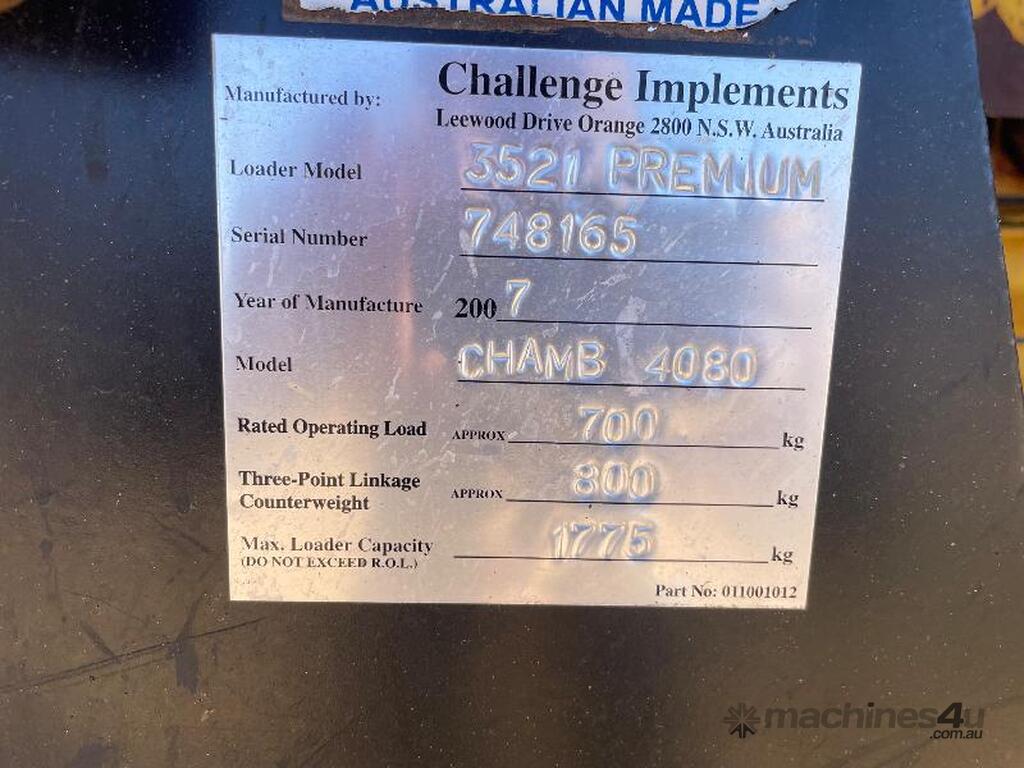 AUSTRALIAN MADE
Manufactured by: Challenge Implements
Leewood Drive Orange 2800 N.S.W. Australia
Loader Model 3521 PREMIUM
Serial Number 748165
Year of Manufacture 2007
Model CHAMB 4080
Rated Operating Load APPROX 700 kg
Three-Point Linkage
Counterweight APPROX 800 kg
Max. Loader Capacity 1775 kg
(DO NOT EXCEED R.O.L.)
Part No: 011001012
machines4u
.com.au